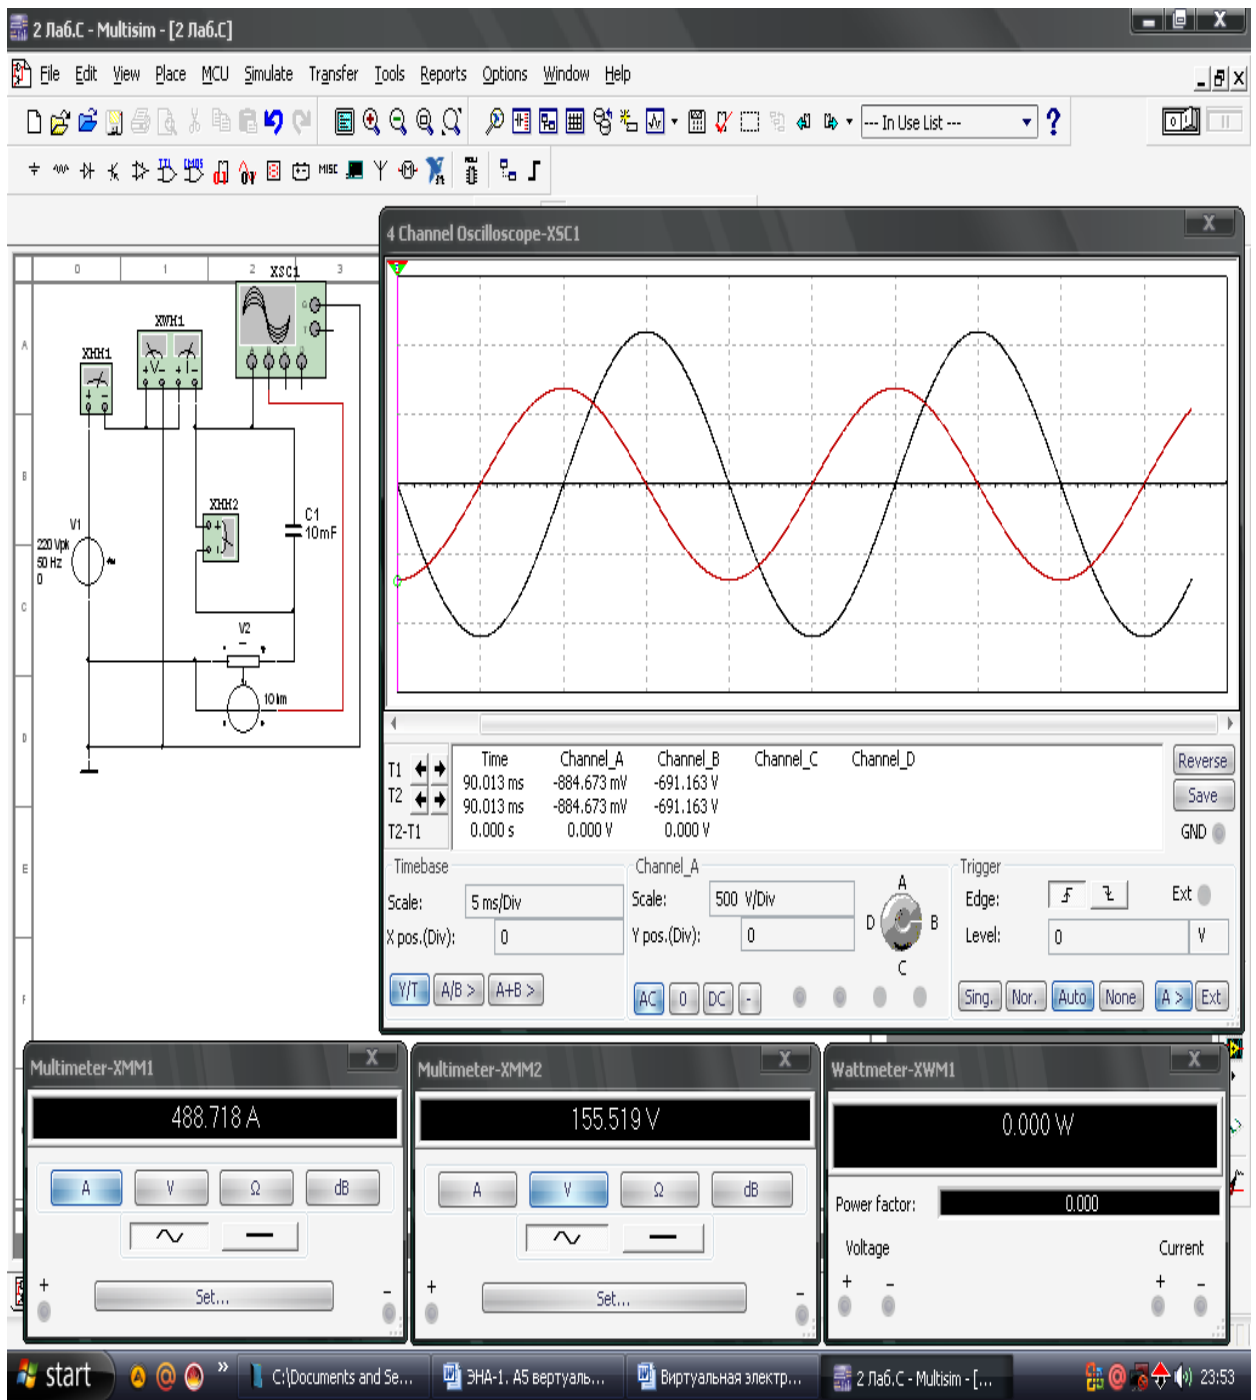 2 Лаб.С - Multisim - [2 Лаб.С]
File Edit View Place MCU Simulate Transfer Tools Reports Options Window Help
--- In Use List ---
MISC
4 Channel Oscilloscope-XSC1
0 1 2 3
XSC1
XWM1
XMM1
A
B
C
D
E
F
G
T
A B C D
V I
XMM2
C1
10mF
V1
220 Vpk
50 Hz
0
V2
Time Channel_A Channel_B Channel_C Channel_D
T1 90.013 ms -884.673 mV -691.163 V
T2 90.013 ms -884.673 mV -691.163 V
T2-T1 0.000 s 0.000 V 0.000 V
Reverse
Save
GND
Timebase Channel_A Trigger
Scale: 5 ms/Div Scale: 500 V/Div Edge: Ext
X pos.(Div): 0 Y pos.(Div): 0 Level: 0 V
A
D B
C
Y/T A/B > A+B > AC 0 DC - Sing. Nor. Auto None A > Ext
Multimeter-XMM1
488.718 A
A V Ω dB
+ Set... -
Multimeter-XMM2
155.519 V
A V Ω dB
+ Set... -
Wattmeter-XWM1
0.000 W
Power factor: 0.000
Voltage Current
+ - + -
start C:\Documents and Se... ЭНА-1. А5 вертуаль... Виртуальная электр... 2 Лаб.С - Multisim - [... 23:53